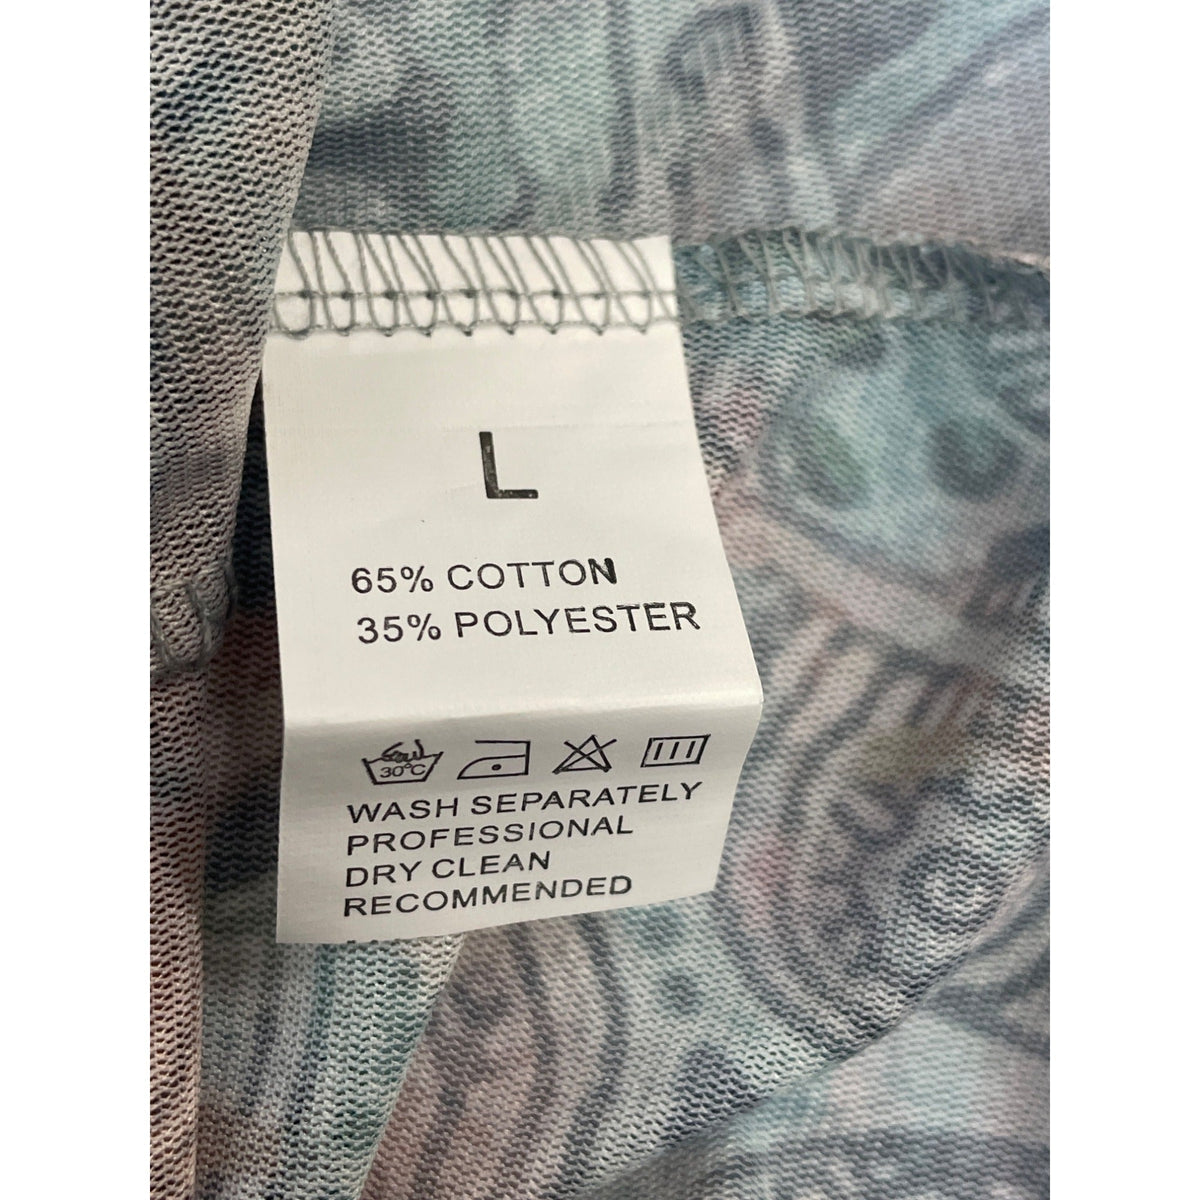 L
65% COTTON
35% POLYESTER
30°C
WASH SEPARATELY
PROFESSIONAL
DRY CLEAN
RECOMMENDED